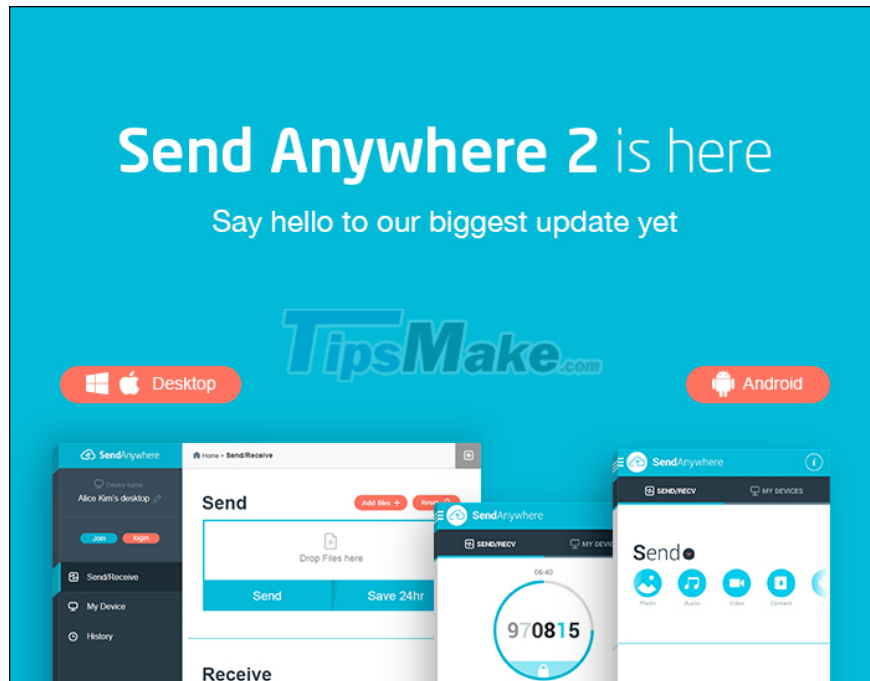 Send Anywhere 2 is here
Say hello to our biggest update yet
TipsMake.com
Desktop
Android
SendAnywhere
Home > Send/Receive
Device name :
Alice Kim's desktop
Join
login
Send/Receive
My Device
History
Send
Add files +
Reset
Drop Files here
Send
Save 24hr
Receive
SendAnywhere
SEND/RECV
MY DEVIC
06:40
970815
SendAnywhere
SEND/RECV
MY DEVICES
Send
Photo
Audio
Video
Contact